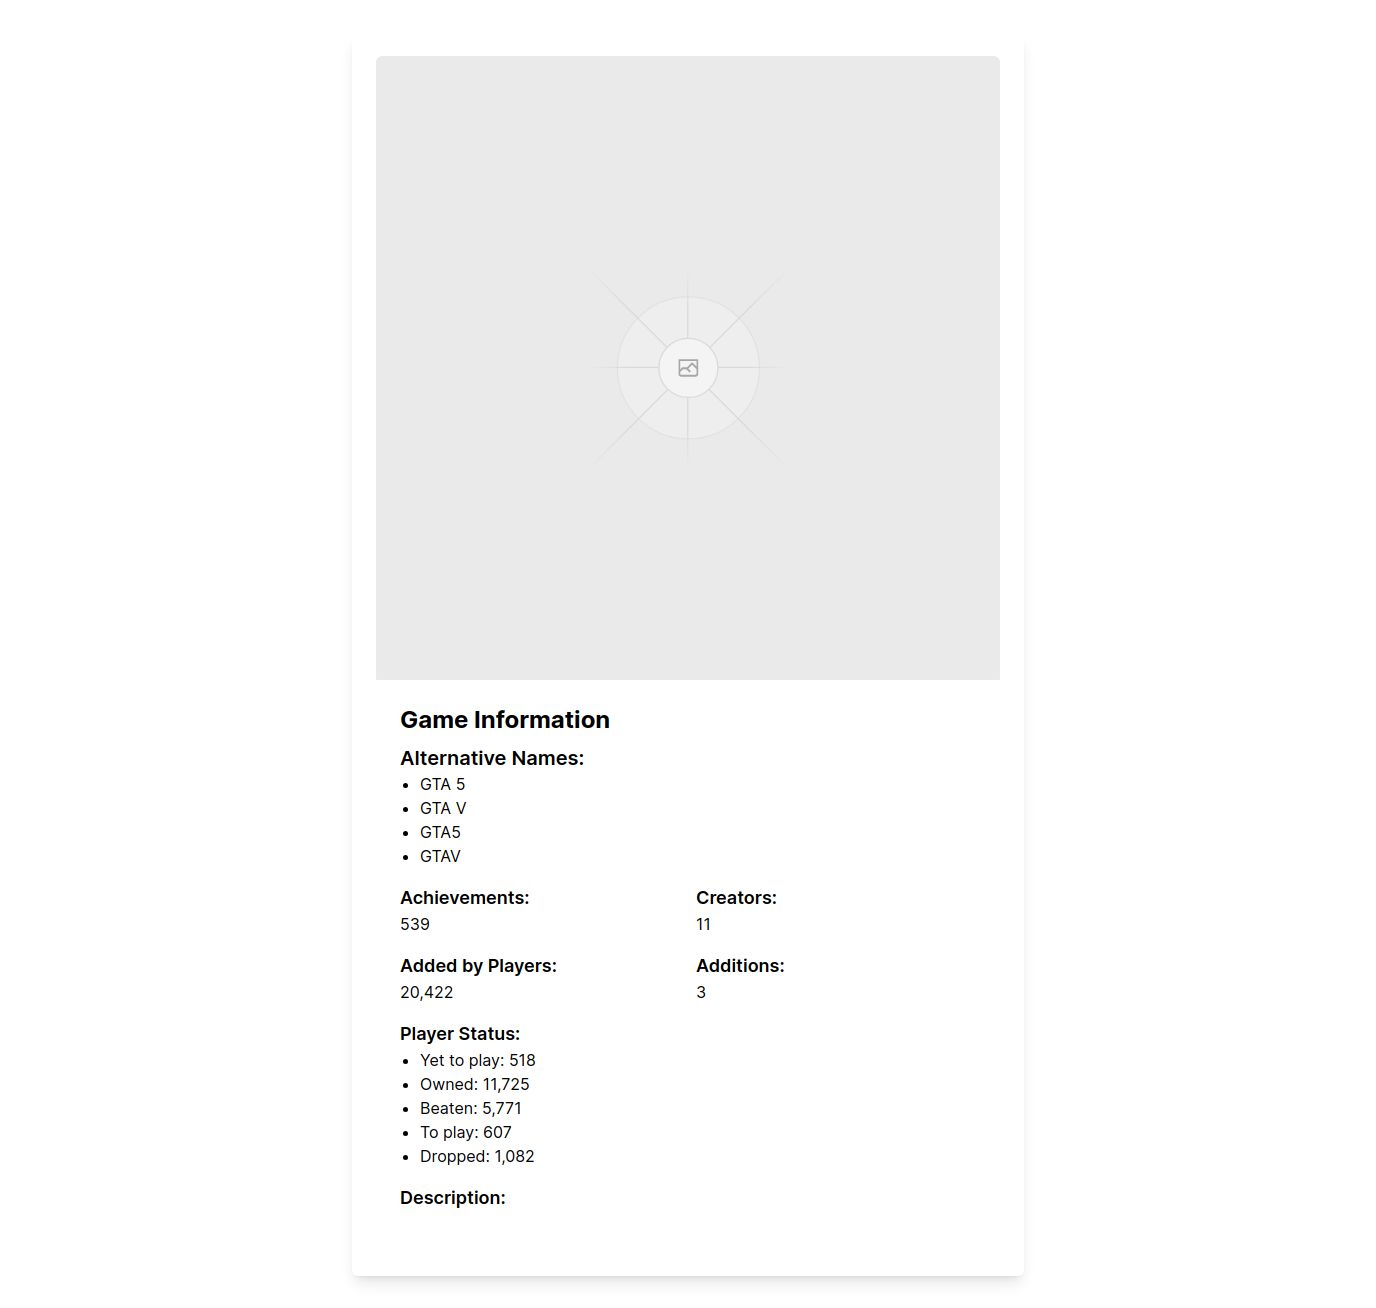 Game Information
Alternative Names:
GTA 5
GTA V
GTA5
GTAV
Achievements:
539
Creators:
11
Added by Players:
20,422
Additions:
3
Player Status:
Yet to play: 518
Owned: 11,725
Beaten: 5,771
To play: 607
Dropped: 1,082
Description: